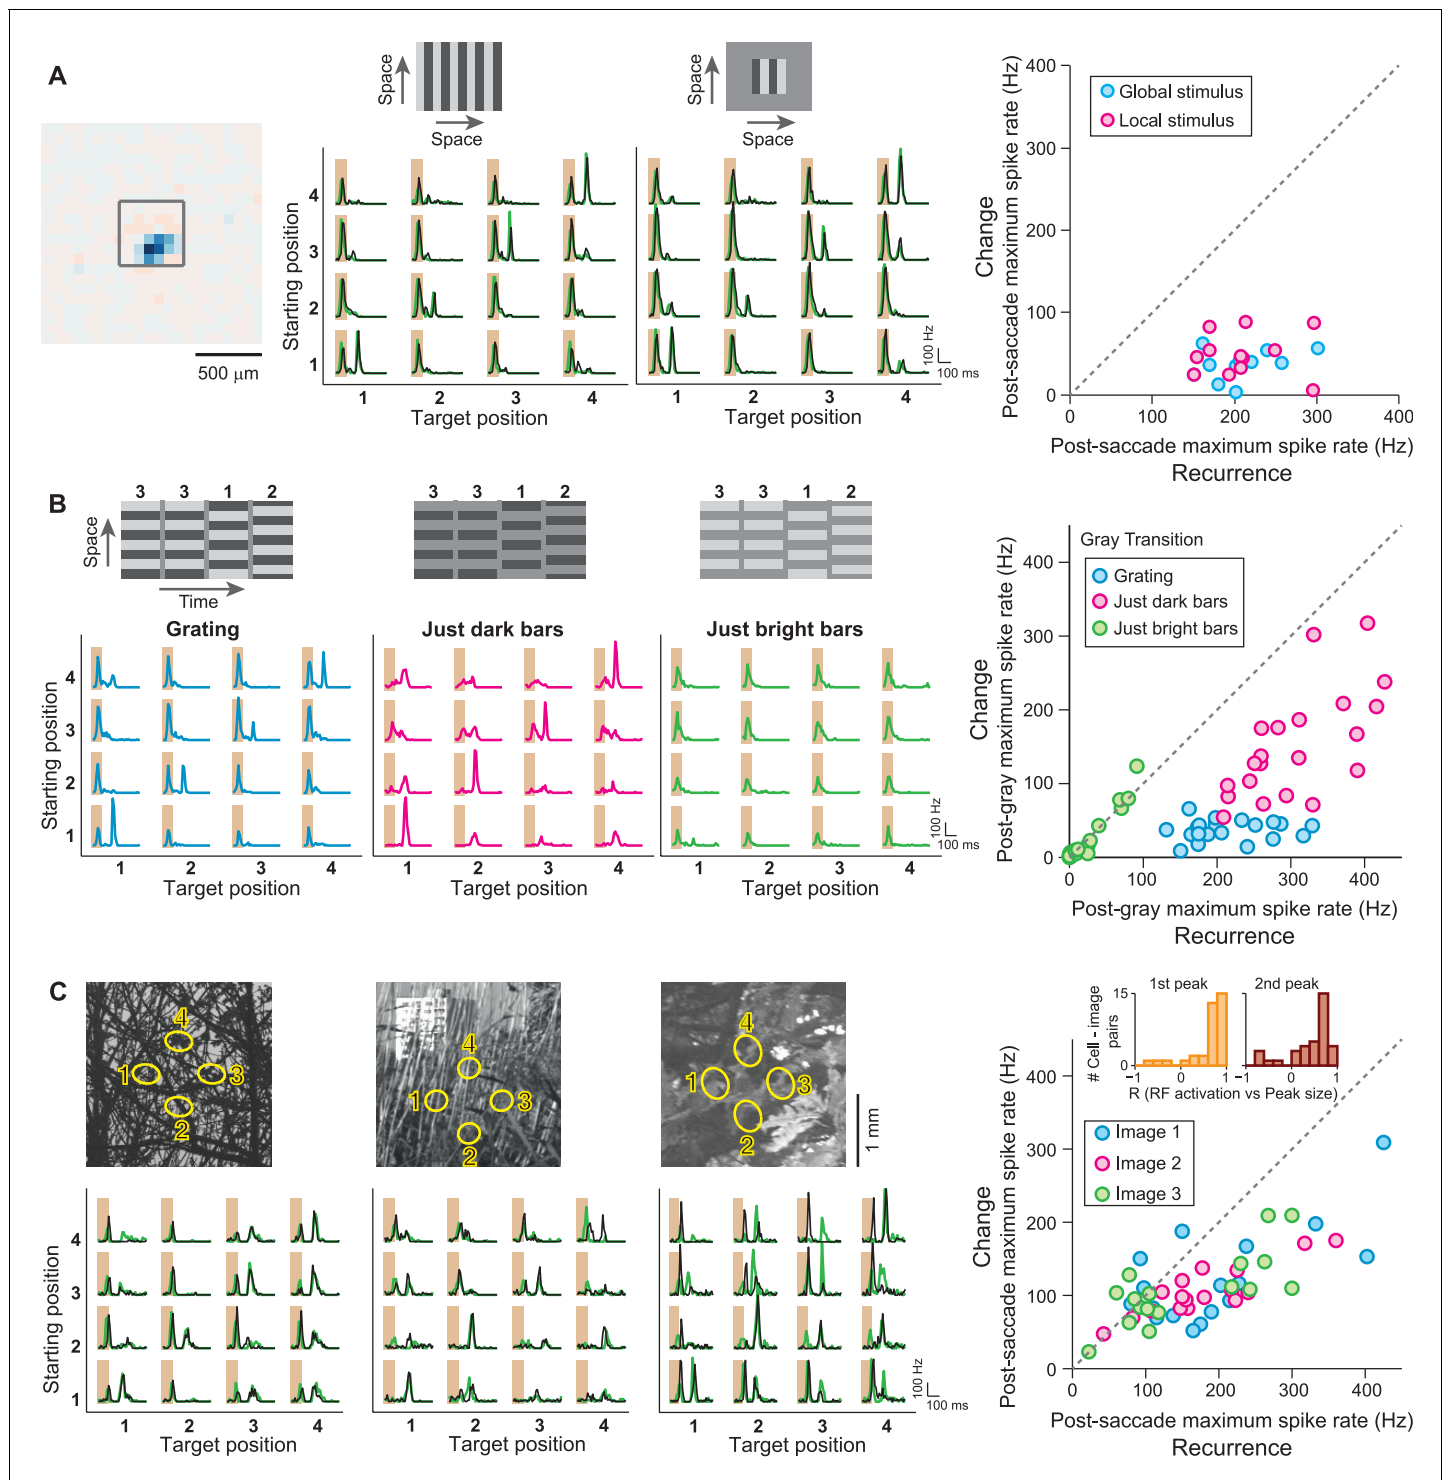 A
500 μm
Space
Space
Starting position
4
3
2
1
1 2 3 4
Target position
Space
Space
100 Hz
100 ms
1 2 3 4
Target position
Change
Post-saccade maximum spike rate (Hz)
400
300
200
100
0
Global stimulus
Local stimulus
0 100 200 300 400
Post-saccade maximum spike rate (Hz)
Recurrence
B
Space
3 3 1 2
Time
3 3 1 2
3 3 1 2
Grating
Just dark bars
Just bright bars
Starting position
4
3
2
1
1 2 3 4
Target position
1 2 3 4
Target position
100 Hz
100 ms
1 2 3 4
Target position
Change
Post-gray maximum spike rate (Hz)
Gray Transition
Grating
Just dark bars
Just bright bars
400
300
200
100
0
0 100 200 300 400
Post-gray maximum spike rate (Hz)
Recurrence
C
4
1 3
2
4
1 3
2
4
1 3
2
1 mm
Starting position
4
3
2
1
1 2 3 4
Target position
1 2 3 4
Target position
100 Hz
100 ms
1 2 3 4
Target position
# Cell - image
pairs
15
0
1st peak
2nd peak
−1 0 1
−1 0 1
R (RF activation vs Peak size)
Image 1
Image 2
Image 3
Change
Post-saccade maximum spike rate (Hz)
400
300
200
100
0
0 100 200 300 400
Post-saccade maximum spike rate (Hz)
Recurrence